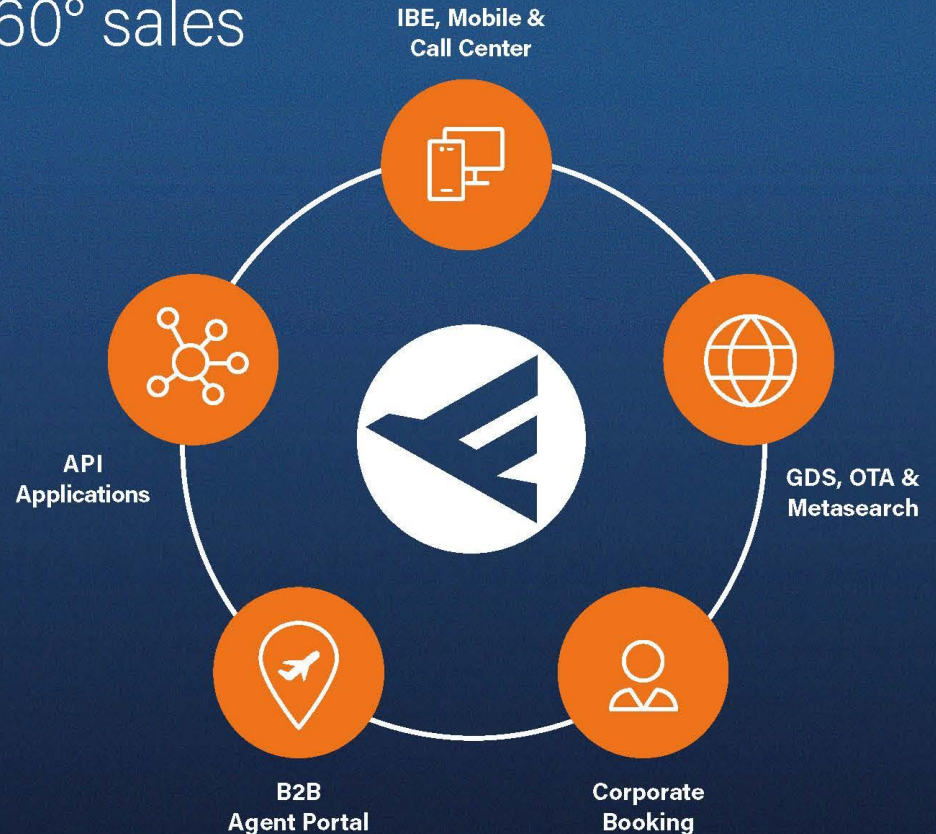 60° sales
IBE, Mobile &
Call Center
API
Applications
GDS, OTA &
Metasearch
B2B
Agent Portal
Corporate
Booking